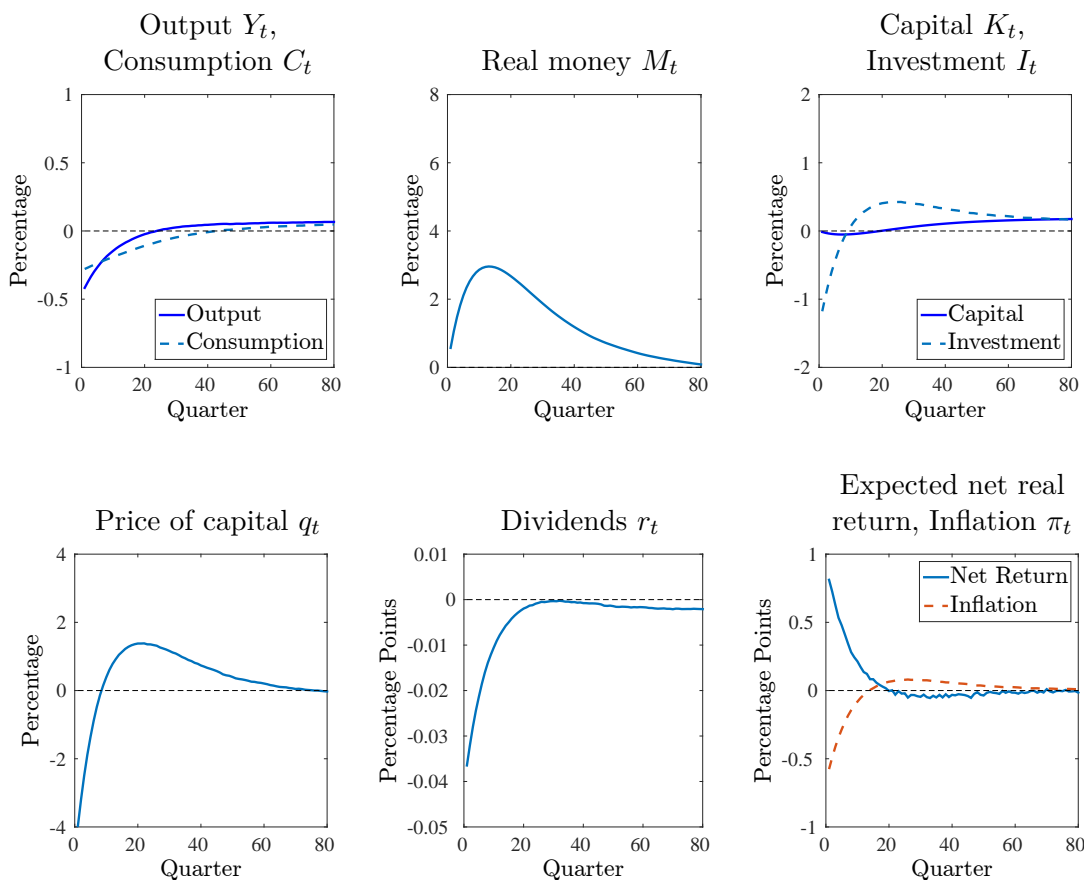 Output Y_t,
Consumption C_t
1
0.5
0
-0.5
-1
Percentage
Output
Consumption
0 20 40 60 80
Quarter
Real money M_t
8
6
4
2
0
Percentage
0 20 40 60 80
Quarter
Capital K_t,
Investment I_t
2
1
0
-1
-2
Percentage
Capital
Investment
0 20 40 60 80
Quarter
Price of capital q_t
4
2
0
-2
-4
Percentage
0 20 40 60 80
Quarter
Dividends r_t
0.01
0
-0.01
-0.02
-0.03
-0.04
-0.05
Percentage Points
0 20 40 60 80
Quarter
Expected net real
return, Inflation π_t
1
0.5
0
-0.5
-1
Percentage Points
Net Return
Inflation
0 20 40 60 80
Quarter